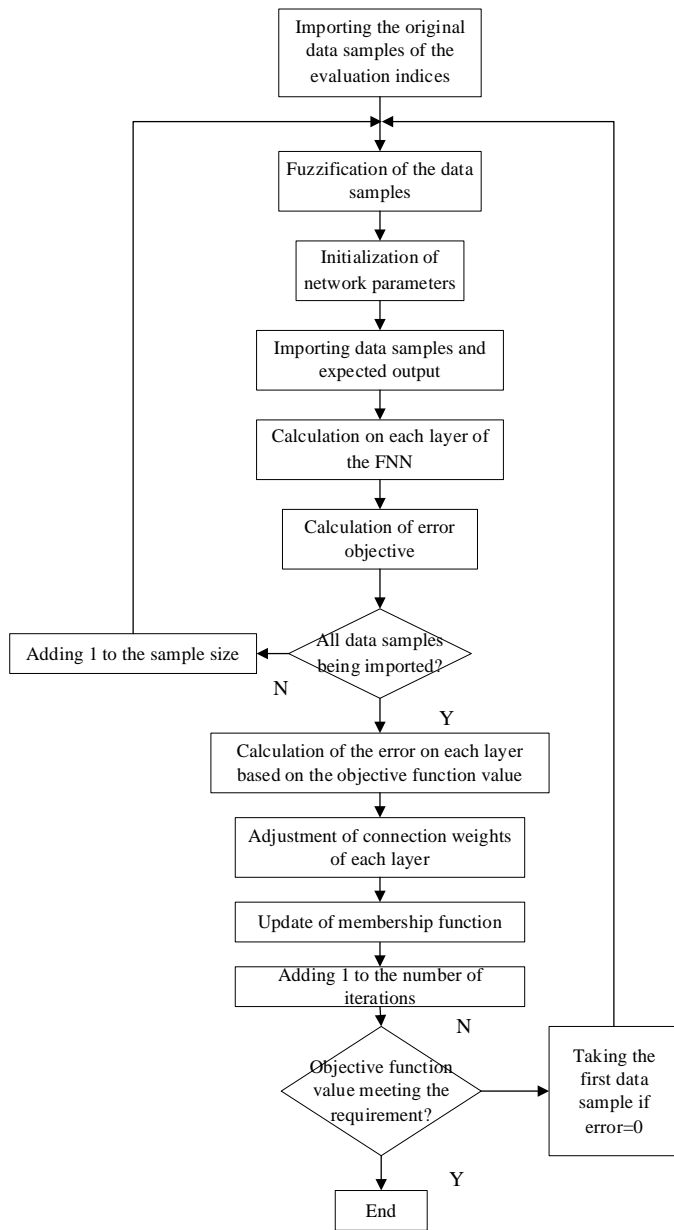 Importing the original
data samples of the
evaluation indices
Fuzzification of the data
samples
Initialization of
network parameters
Importing data samples and
expected output
Calculation on each layer of
the FNN
Calculation of error
objective
All data samples
being imported?
Adding 1 to the sample size
N
Y
Calculation of the error on each layer
based on the objective function value
Adjustment of connection weights
of each layer
Update of membership function
Adding 1 to the number of
iterations
N
Objective function
value meeting the
requirement?
Taking the
first data
sample if
error=0
Y
End